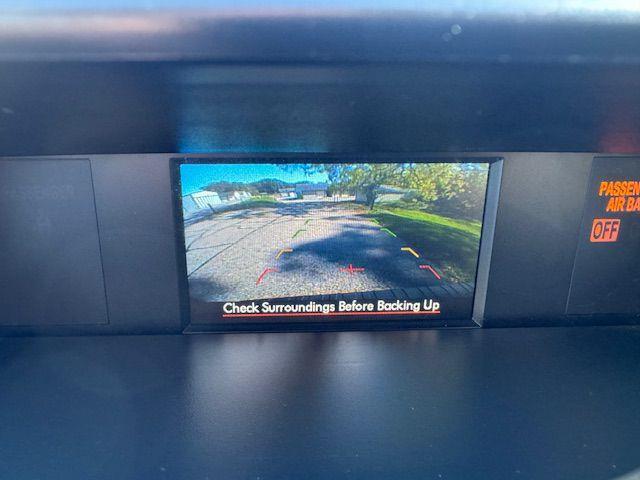 Check Surroundings Before Backing Up
PASSEN
AIR BA
OFF